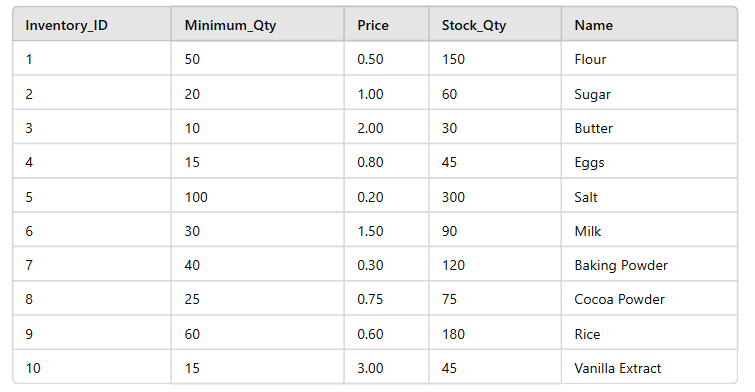 Inventory_ID Minimum_Qty Price Stock_Qty Name
1 50 0.50 150 Flour
2 20 1.00 60 Sugar
3 10 2.00 30 Butter
4 15 0.80 45 Eggs
5 100 0.20 300 Salt
6 30 1.50 90 Milk
7 40 0.30 120 Baking Powder
8 25 0.75 75 Cocoa Powder
9 60 0.60 180 Rice
10 15 3.00 45 Vanilla Extract